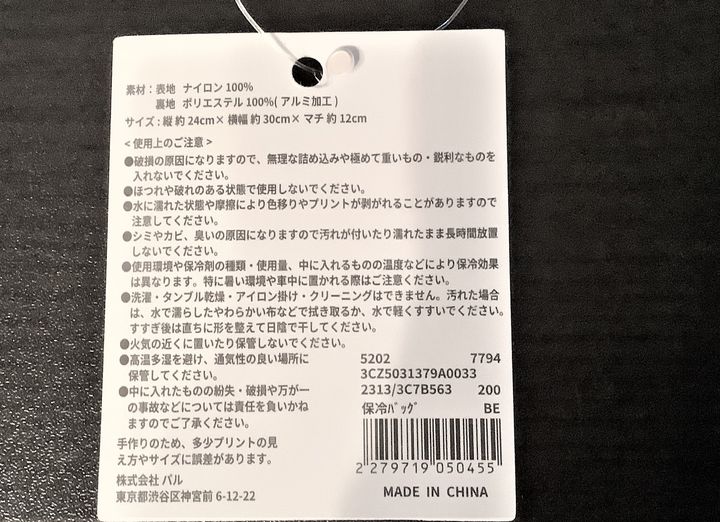 素材：表地 ナイロン 100%
裏地 ポリエステル 100%( アルミ加工 )
サイズ : 縦 約 24cm× 横幅 約 30cm× マチ 約 12cm
< 使用上のご注意 >
●破損の原因になりますので、無理な詰め込みや極めて重いもの・鋭利なものを
入れないでください。
●ほつれや破れのある状態で使用しないでください。
●水に濡れた状態や摩擦により色移りやプリントが剥がれることがありますので
注意してください。
●シミやカビ、臭いの原因になりますので汚れが付いたり濡れたまま長時間放置
しないでください。
●使用環境や保冷剤の種類・使用量、中に入れるものの温度などにより保冷効果
は異なります。特に暑い環境や車中に置かれる際はご注意ください。
●洗濯・タンブル乾燥・アイロン掛け・クリーニングはできません。汚れた場合
は、水で濡らしたやわらかい布などで拭き取るか、水で軽くすすいでください。
すすぎ後は直ちに形を整えて日陰で干してください。
●火気の近くに置いたり保管しないでください。
●高温多湿を避け、通気性の良い場所に
保管してください。
●中に入れたものの紛失・破損や万が一
の事故などについては責任を負いかね
ますのでご了承ください。
手作りのため、多少プリントの見
え方やサイズに誤差があります。
株式会社 パル
東京都渋谷区神宮前 6-12-22
5202 7794
3CZ5031379A0033
2313/3C7B563 200
保冷ﾊﾞｯｸﾞ BE
2 279719 050455
MADE IN CHINA